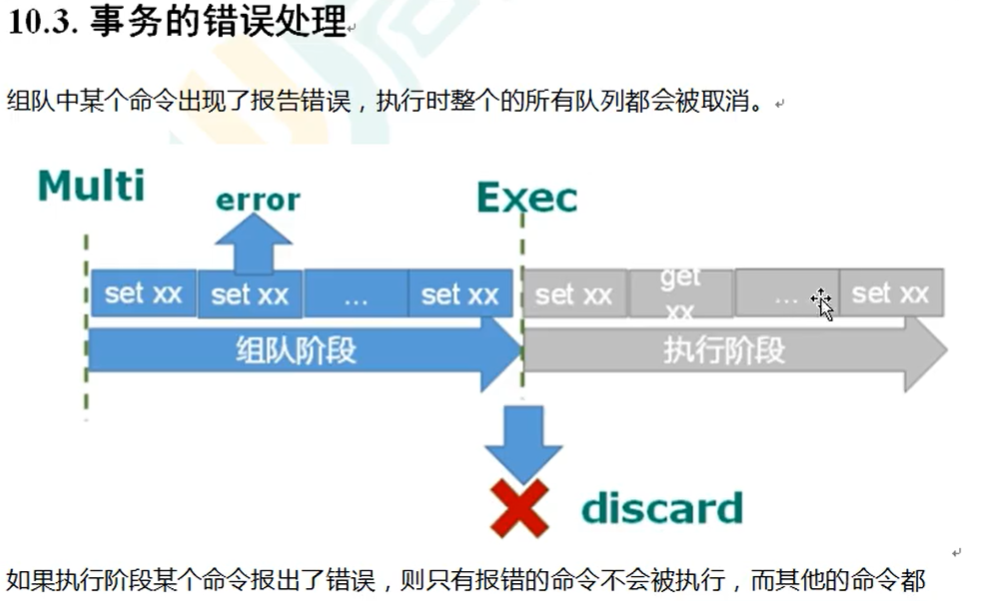 10.3. 事务的错误处理
组队中某个命令出现了报告错误，执行时整个的所有队列都会被取消。
Multi
error
Exec
set xx
set xx
...
set xx
set xx
get xx
...
set xx
组队阶段
执行阶段
discard
如果执行阶段某个命令报出了错误，则只有报错的命令不会被执行，而其他的命令都